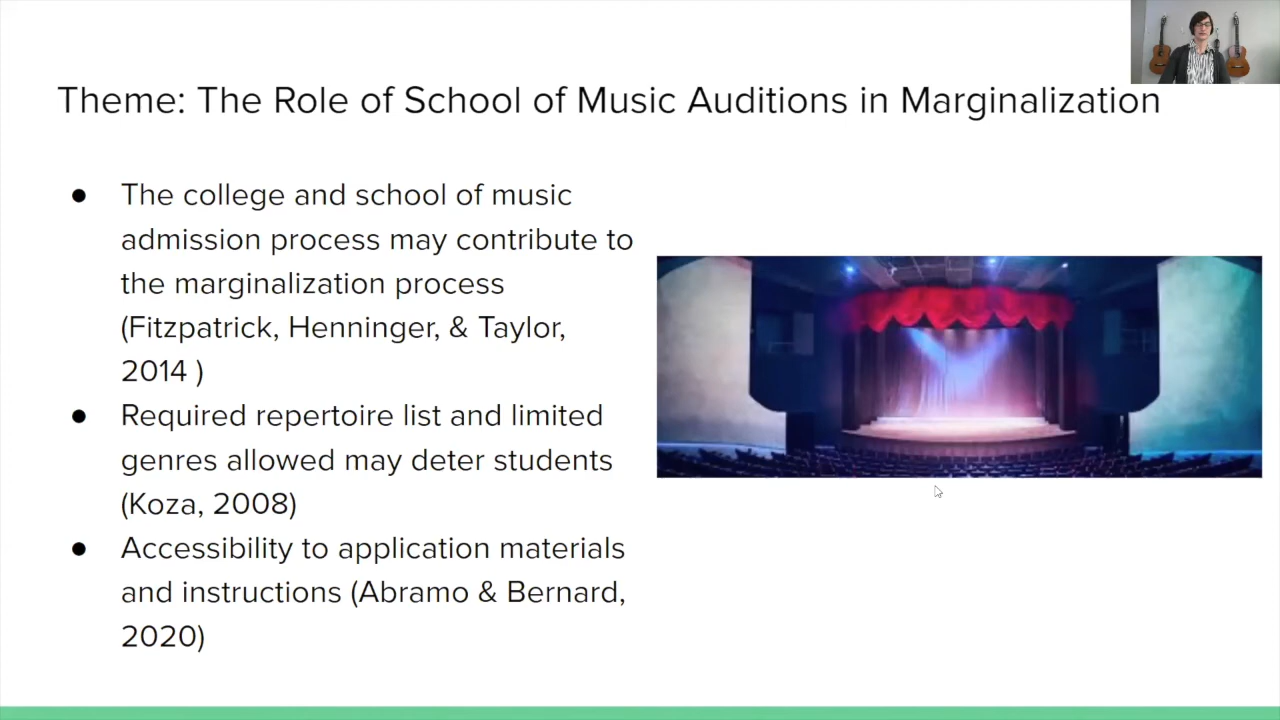 Theme: The Role of School of Music Auditions in Marginalization
● The college and school of music
admission process may contribute to
the marginalization process
(Fitzpatrick, Henninger, & Taylor,
2014 )
● Required repertoire list and limited
genres allowed may deter students
(Koza, 2008)
● Accessibility to application materials
and instructions (Abramo & Bernard,
2020)